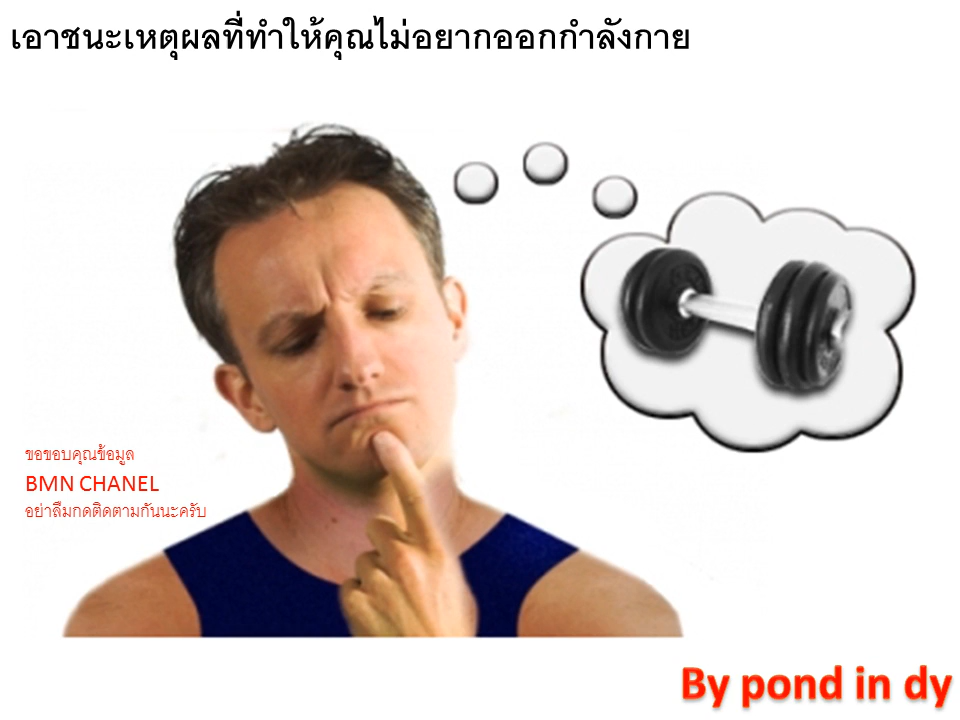 เอาชนะเหตุผลที่ทำให้คุณไม่อยากออกกำลังกาย
ขอขอบคุณข้อมูล
BMN CHANEL
อย่าลืมกดติดตามกันนะครับ
By pond in dy